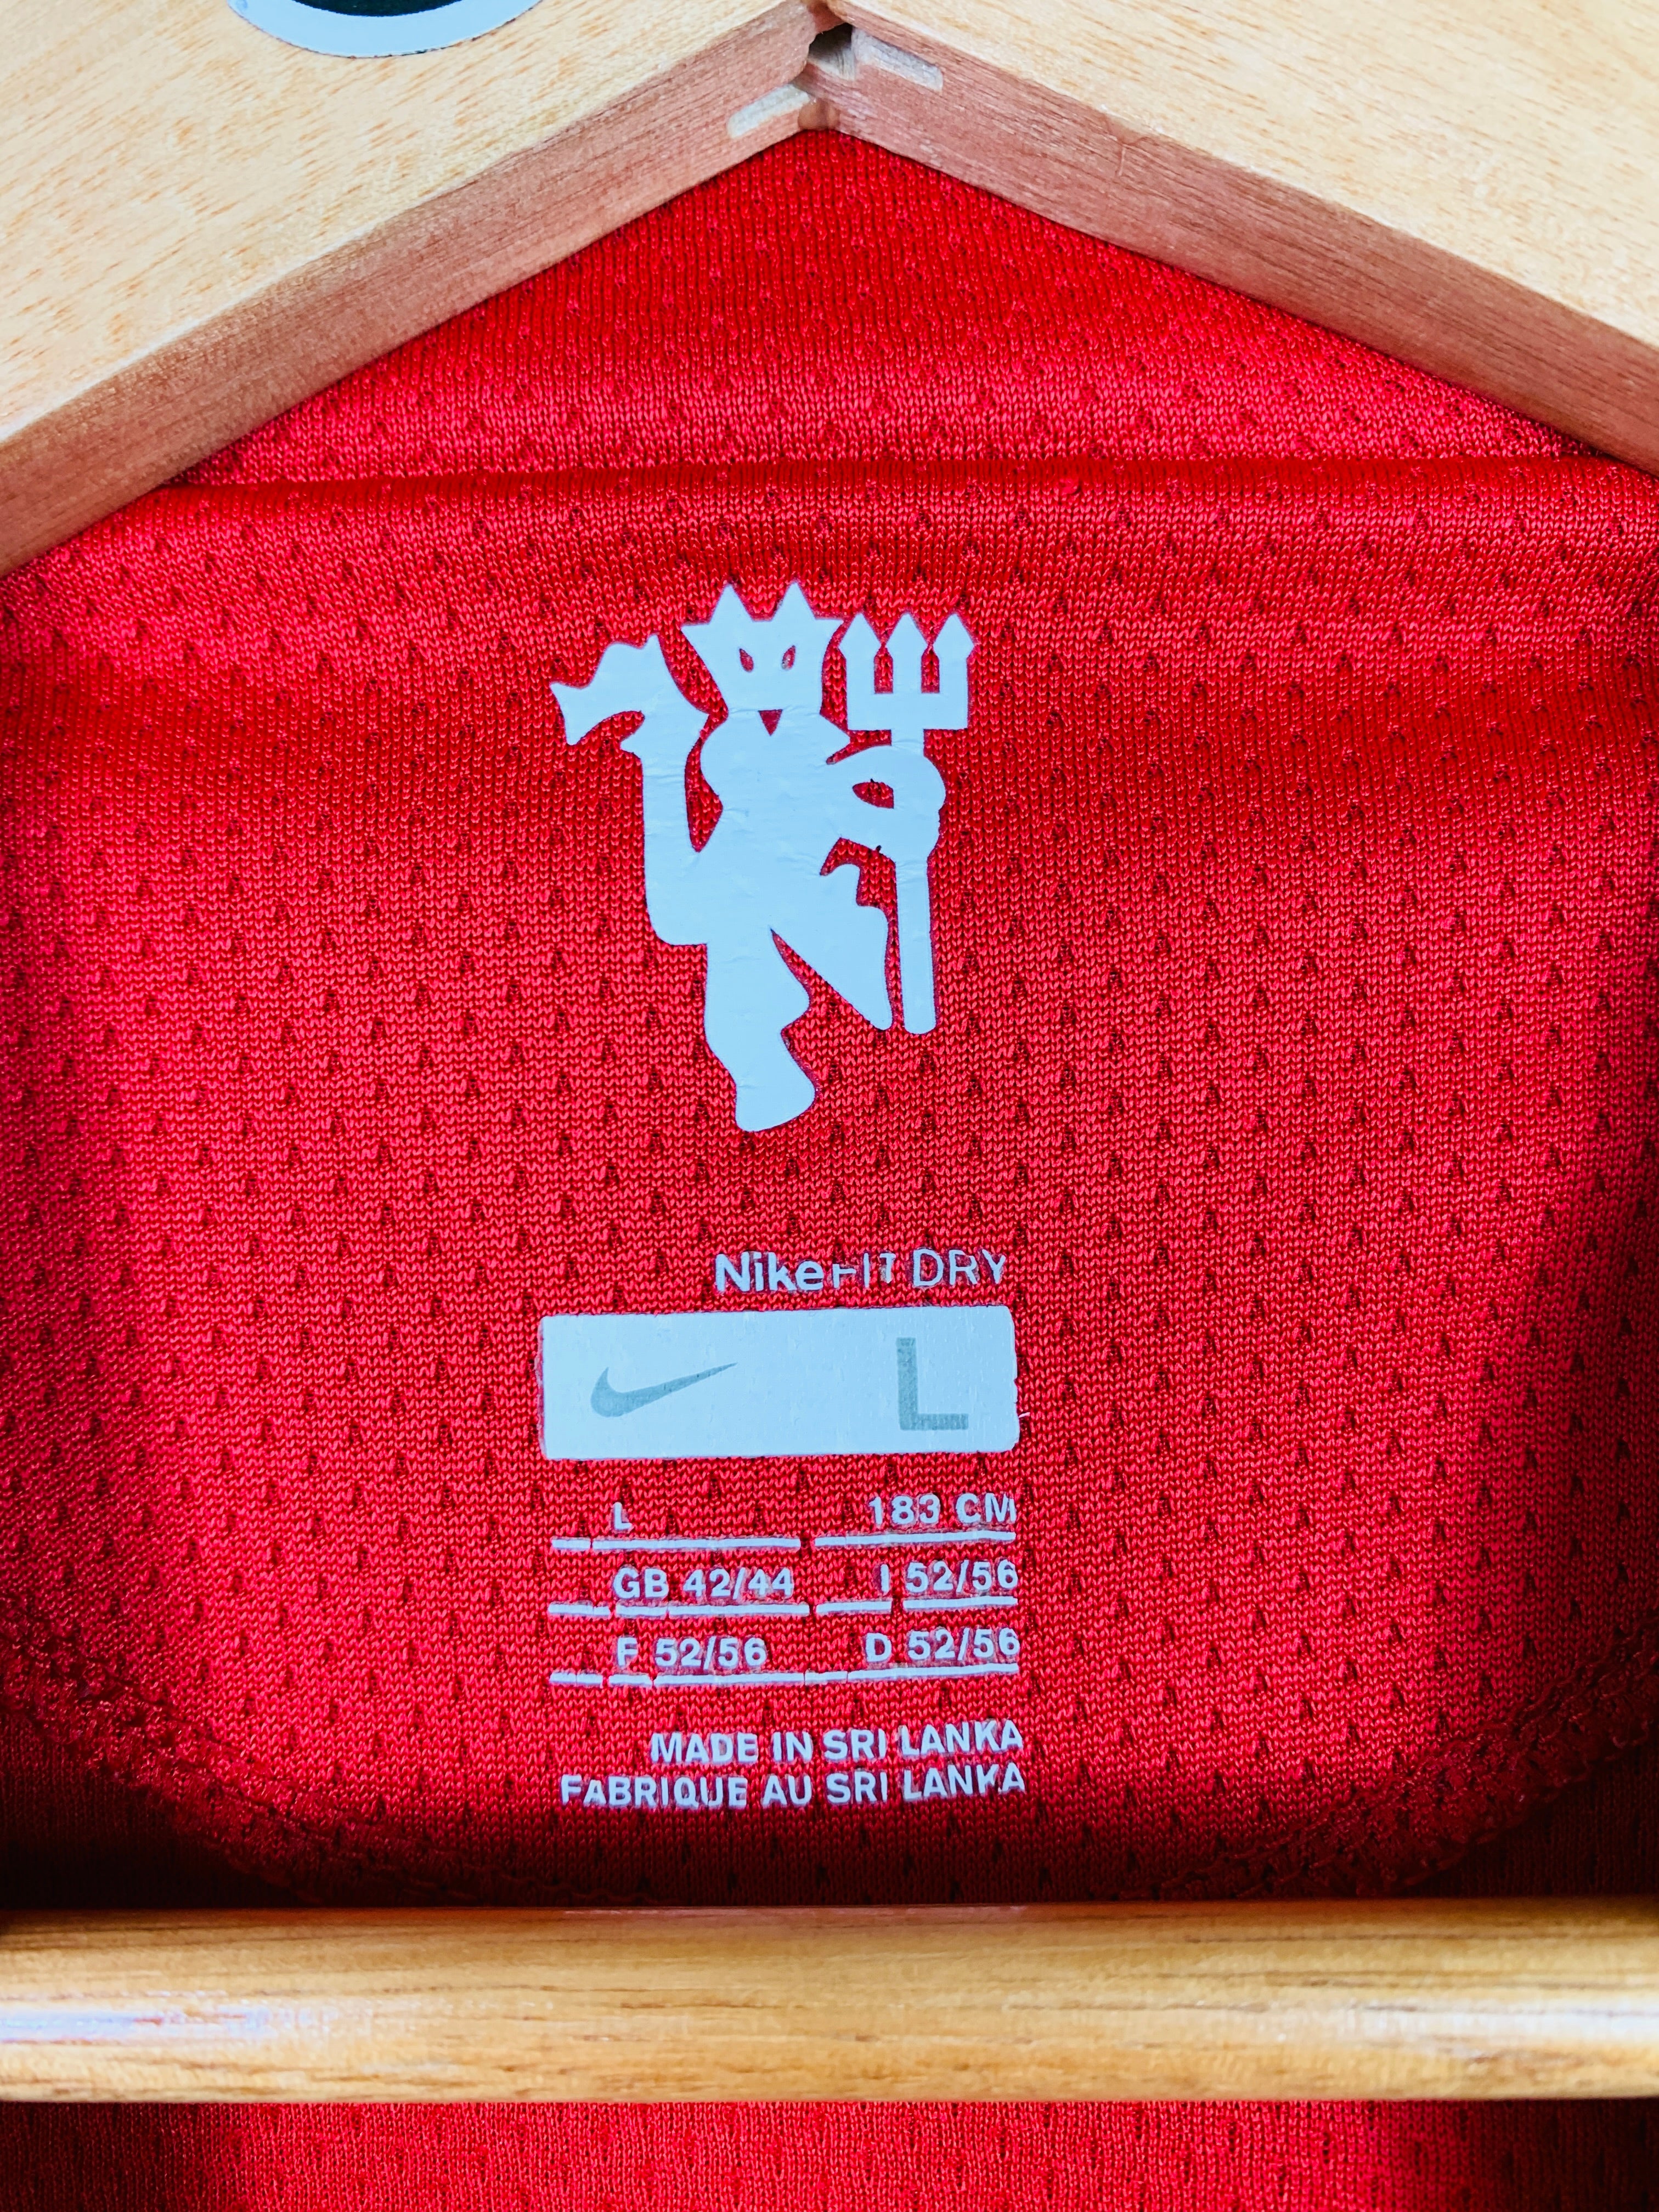 NikeFIT DRY
L
L 183 CM
GB 42/44 I 52/56
F 52/56 D 52/56
MADE IN SRI LANKA
FABRIQUE AU SRI LANKA